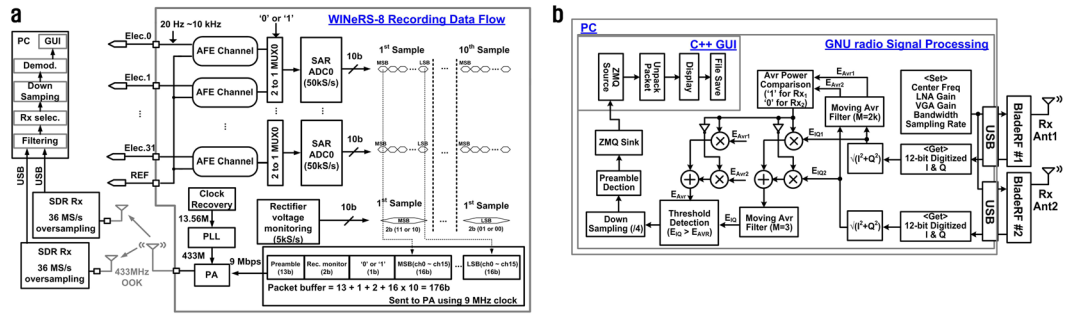 a
WINeRS-8 Recording Data Flow
20 Hz ~10 kHz
'0' or '1'
PC
GUI
Demod.
Down
Samping
Rx selec.
Filtering
USB
USB
SDR Rx
36 MS/s
oversampling
SDR Rx
36 MS/s
oversampling
433MHz
OOK
Elec.0
Elec.1
Elec.31
REF
AFE Channel
AFE Channel
AFE Channel
2 to 1 MUX0
2 to 1 MUX0
SAR
ADC0
(50kS/s)
SAR
ADC0
(50kS/s)
10b
10b
1st Sample
10th Sample
MSB
LSB
MSB
LSB
Clock
Recovery
13.56M
PLL
433M
PA
9 Mbps
Rectifier
voltage
monitoring
(5kS/s)
10b
1st Sample
1st Sample
MSB
LSB
2b (11 or 10)
2b (01 or 00)
Preamble
(13b)
Rec. monitor
(2b)
'0' or '1'
(1b)
MSB(ch0 ~ ch15)
(16b)
...
LSB(ch0 ~ ch15)
(16b)
Packet buffer = 13 + 1 + 2 + 16 x 10 = 176b
Sent to PA using 9 MHz clock
b
PC
C++ GUI
GNU radio Signal Processing
ZMQ
Source
Unpack
Packet
Display
File Save
ZMQ Sink
Preamble
Dection
Down
Sampling (/4)
Threshold
Detection
(EIQ > EAVR)
Moving Avr
Filter (M=3)
EIQ
EAvr
EAvr1
EAvr2
Avr Power
Comparison
('1' for Rx1
'0' for Rx2)
EAvr1
EAvr2
Moving Avr
Filter (M=2k)
EIQ1
EIQ2
√(I²+Q²)
√(I²+Q²)
<Set>
Center Freq
LNA Gain
VGA Gain
Bandwidth
Sampling Rate
<Get>
12-bit Digitized
I & Q
<Get>
12-bit Digitized
I & Q
USB
USB
BladeRF #1
BladeRF #2
Rx
Ant1
Rx
Ant2